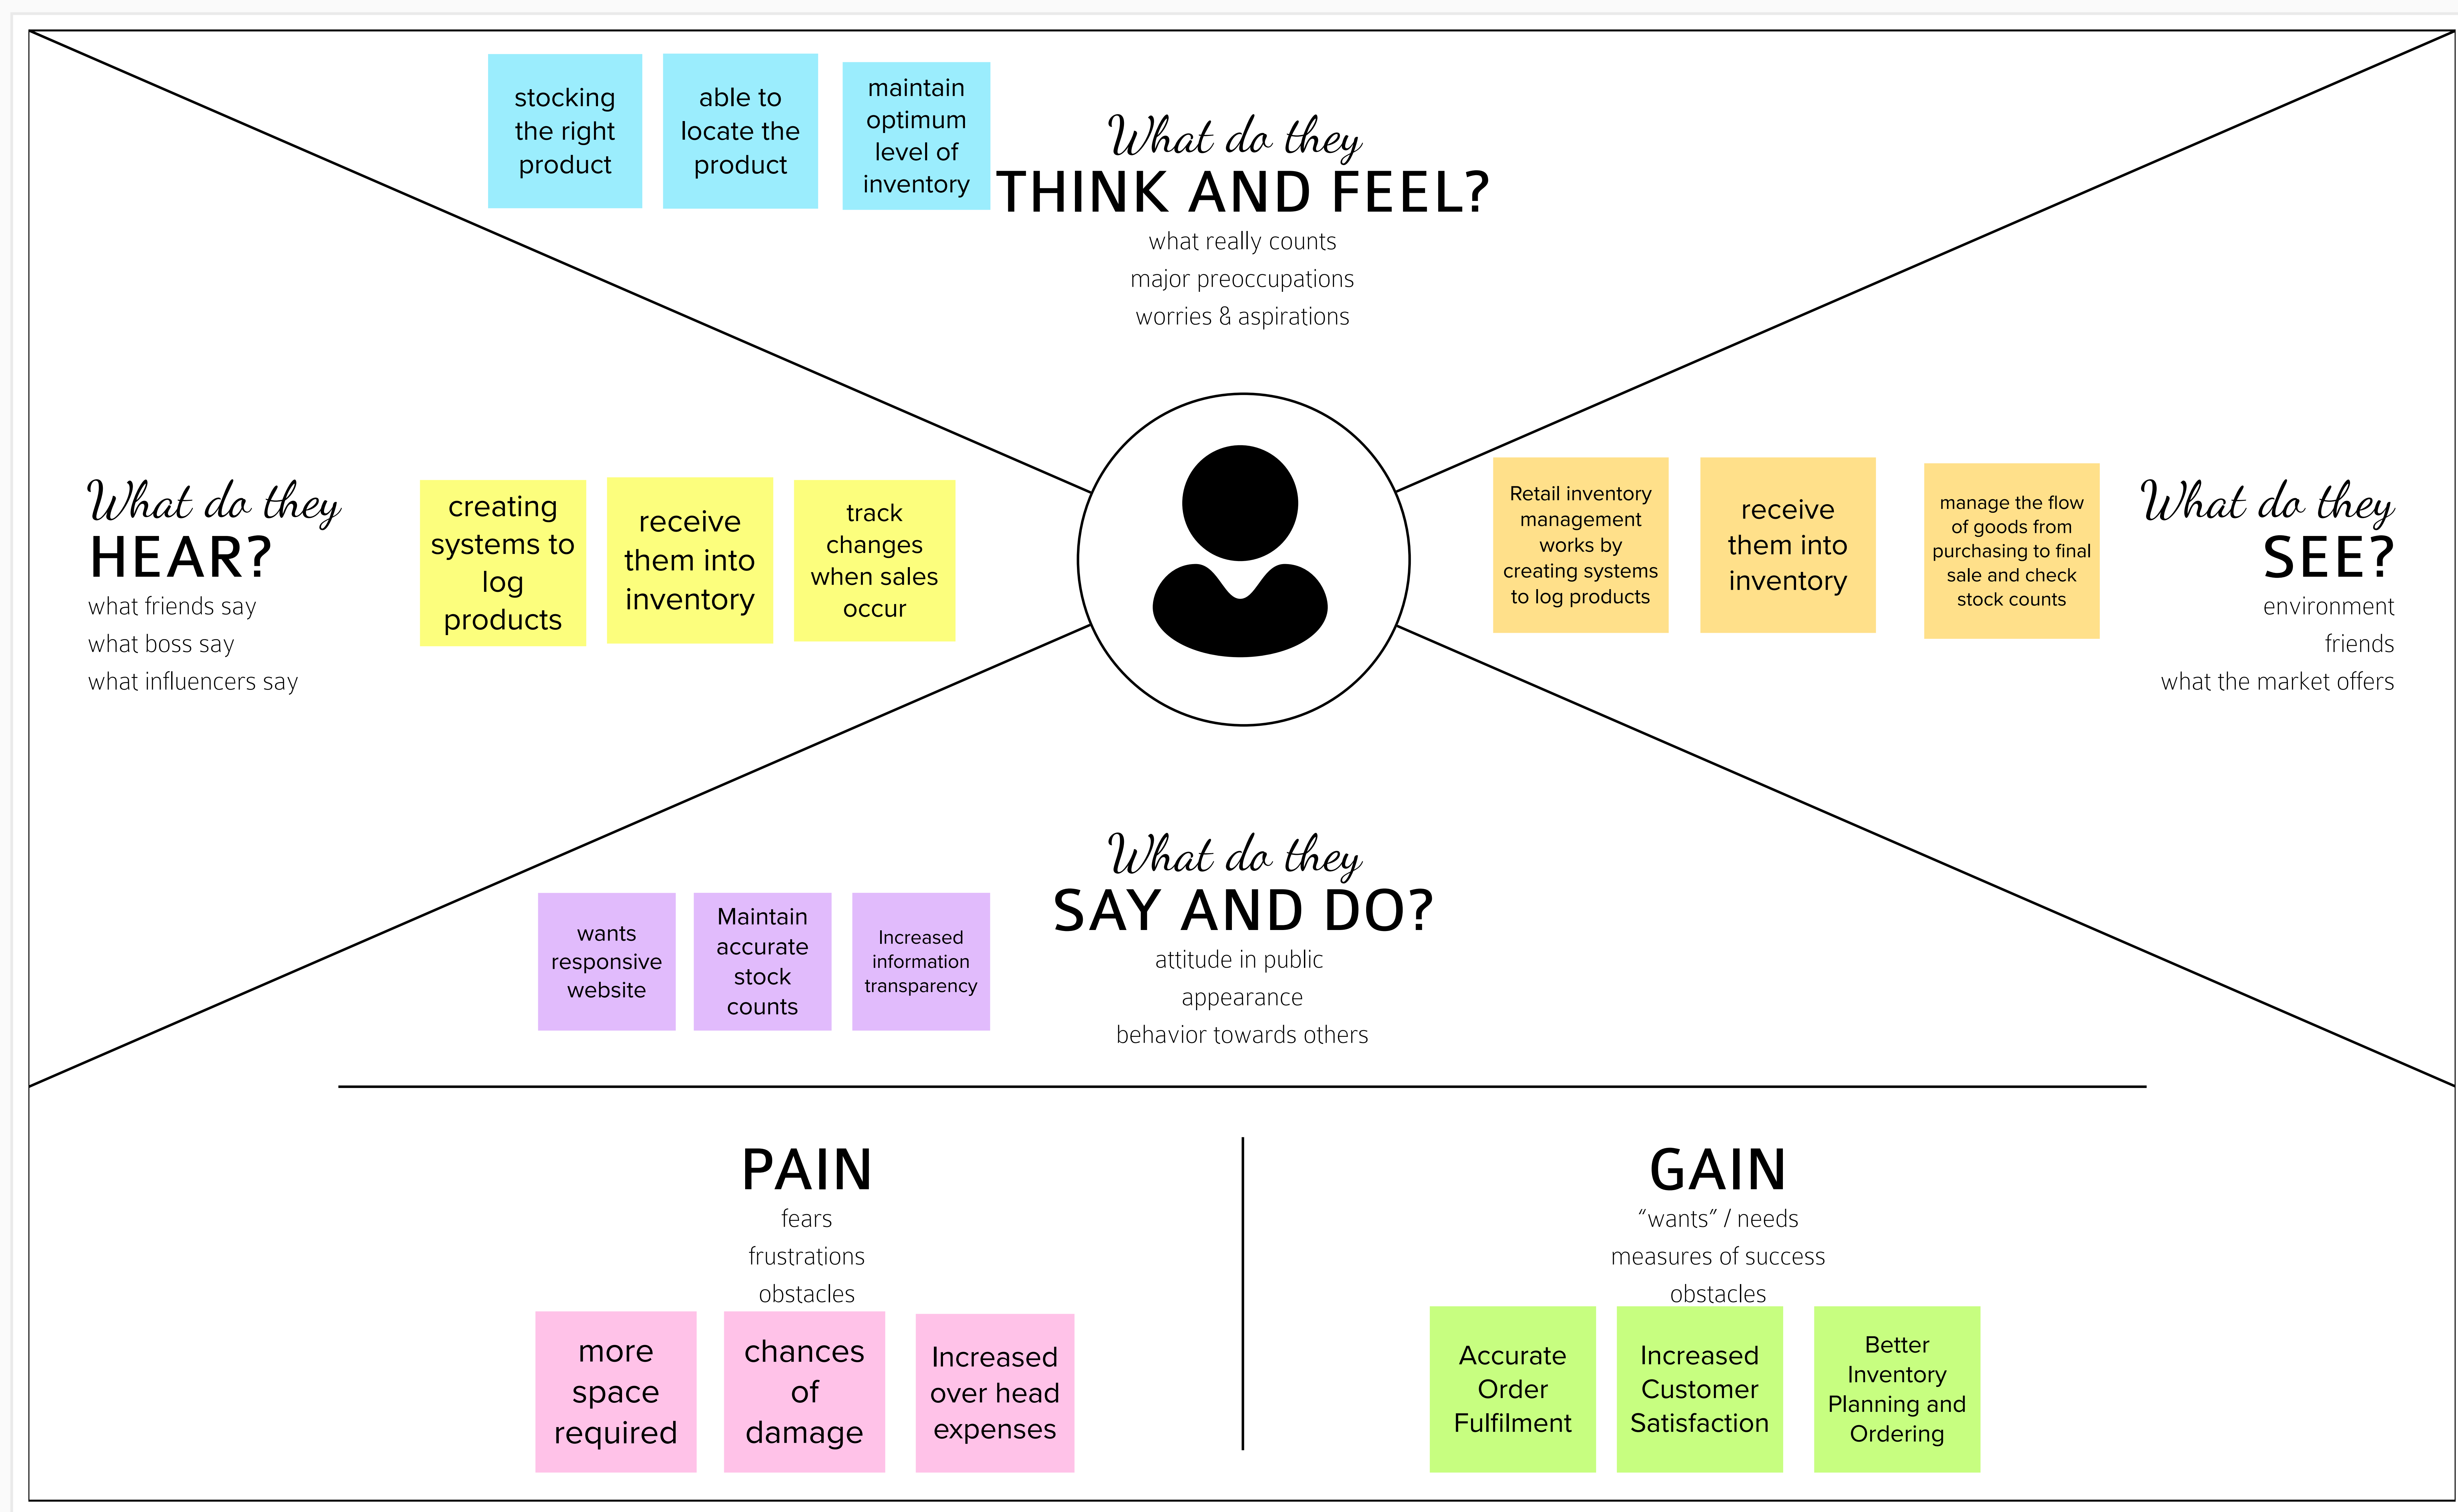 stocking
the right
product
able to
locate the
product
maintain
optimum
level of
inventory
What do they
THINK AND FEEL?
what really counts
major preoccupations
worries & aspirations
What do they
HEAR?
what friends say
what boss say
what influencers say
creating
systems to
log
products
receive
them into
inventory
track
changes
when sales
occur
Retail inventory
management
works by
creating systems
to log products
receive
them into
inventory
manage the flow
of goods from
purchasing to final
sale and check
stock counts
What do they
SEE?
environment
friends
what the market offers
What do they
SAY AND DO?
attitude in public
appearance
behavior towards others
wants
responsive
website
Maintain
accurate
stock
counts
Increased
information
transparency
PAIN
fears
frustrations
obstacles
more
space
required
chances
of
damage
Increased
over head
expenses
GAIN
“wants” / needs
measures of success
obstacles
Accurate
Order
Fulfilment
Increased
Customer
Satisfaction
Better
Inventory
Planning and
Ordering